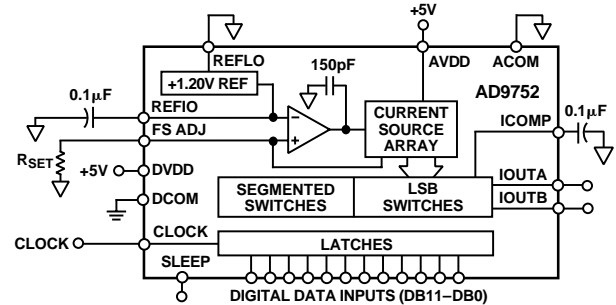 +5V
REFLO
150pF
AVDD
ACOM
+1.20V REF
AD9752
0.1μF
REFIO
CURRENT
SOURCE
ARRAY
ICOMP
0.1μF
FS ADJ
RSET
+5V
DVDD
DCOM
SEGMENTED
SWITCHES
LSB
SWITCHES
IOUTA
IOUTB
CLOCK
CLOCK
LATCHES
SLEEP
DIGITAL DATA INPUTS (DB11–DB0)